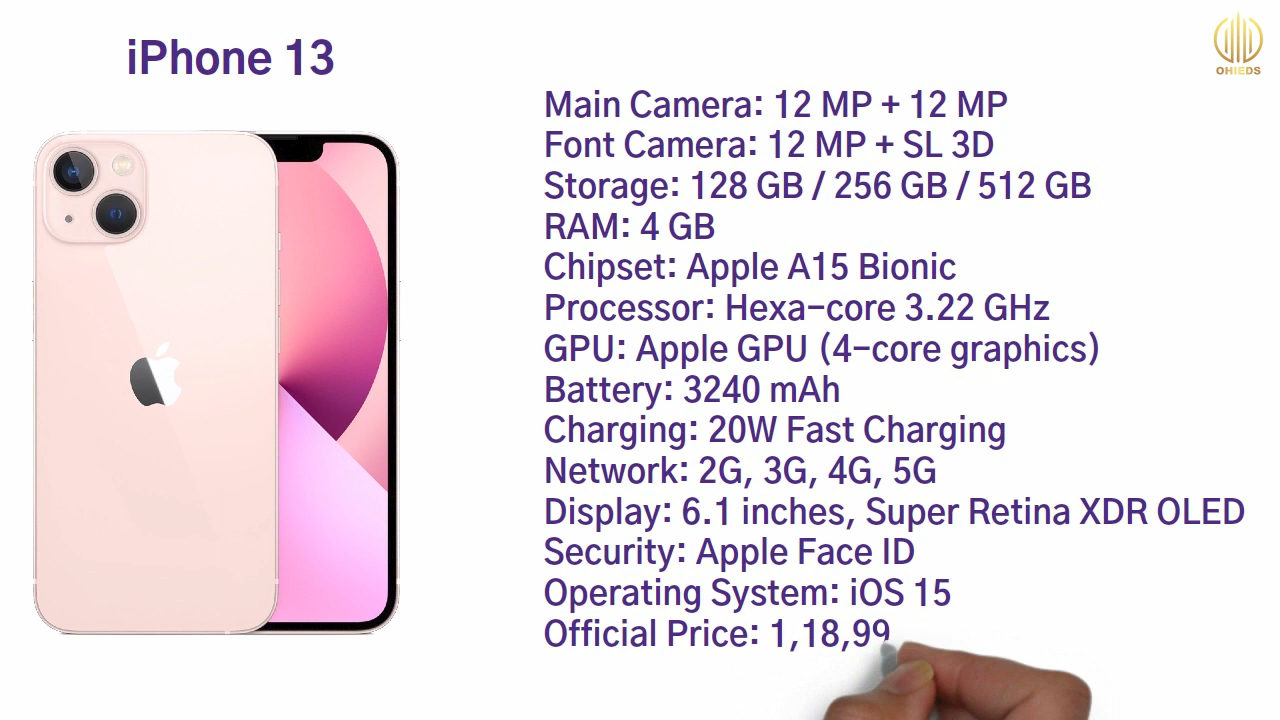 iPhone 13
OHIEDS
Main Camera: 12 MP + 12 MP
Font Camera: 12 MP + SL 3D
Storage: 128 GB / 256 GB / 512 GB
RAM: 4 GB
Chipset: Apple A15 Bionic
Processor: Hexa-core 3.22 GHz
GPU: Apple GPU (4-core graphics)
Battery: 3240 mAh
Charging: 20W Fast Charging
Network: 2G, 3G, 4G, 5G
Display: 6.1 inches, Super Retina XDR OLED
Security: Apple Face ID
Operating System: iOS 15
Official Price: 1,18,99